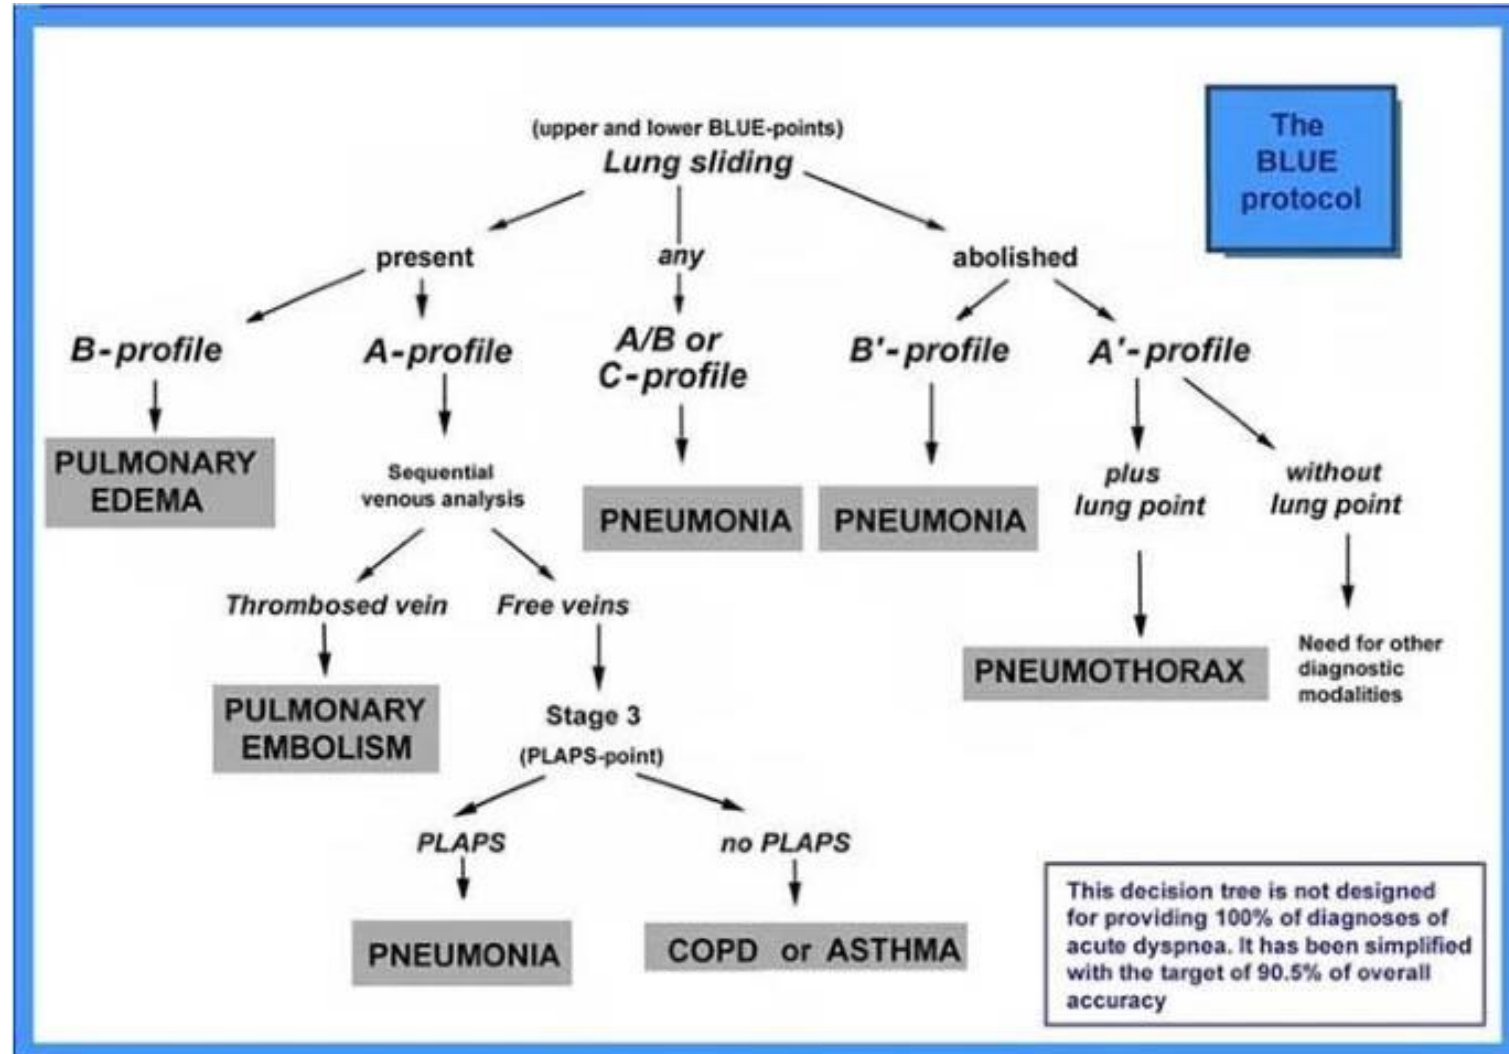 The
BLUE
protocol
(upper and lower BLUE-points)
Lung sliding
present
any
abolished
B-profile
A-profile
A/B or
C-profile
B'-profile
A'-profile
PULMONARY
EDEMA
Sequential
venous analysis
PNEUMONIA
PNEUMONIA
plus
lung point
without
lung point
Thrombosed vein
Free veins
PULMONARY
EMBOLISM
Stage 3
(PLAPS-point)
PNEUMOTHORAX
Need for other
diagnostic
modalities
PLAPS
no PLAPS
PNEUMONIA
COPD or ASTHMA
This decision tree is not designed
for providing 100% of diagnoses of
acute dyspnea. It has been simplified
with the target of 90.5% of overall
accuracy